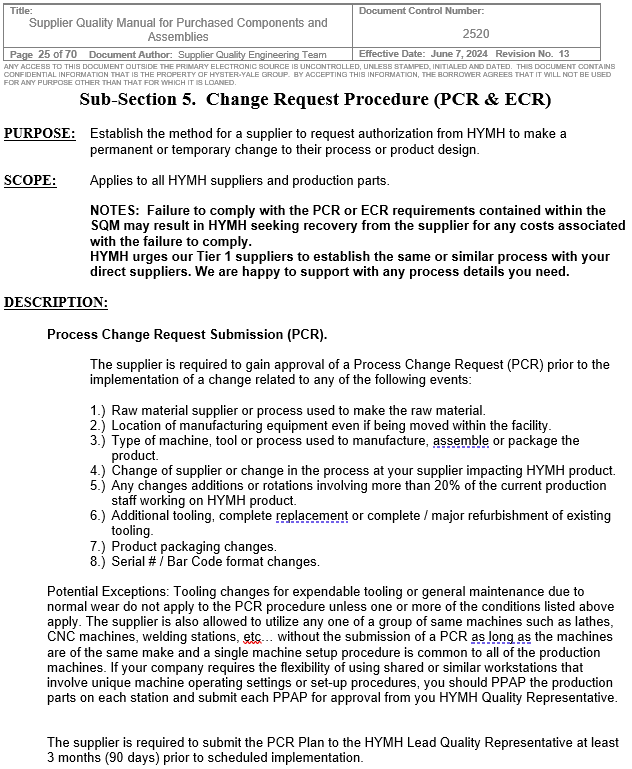 Title:
Supplier Quality Manual for Purchased Components and
Assemblies
Document Control Number:
2520
Page 25 of 70 Document Author: Supplier Quality Engineering Team
Effective Date: June 7, 2024 Revision No. 13
ANY ACCESS TO THIS DOCUMENT OUTSIDE THE PRIMARY ELECTRONIC SOURCE IS UNCONTROLLED, UNLESS STAMPED, INITIALED AND DATED. THIS DOCUMENT CONTAINS
CONFIDENTIAL INFORMATION THAT IS THE PROPERTY OF HYSTER-YALE GROUP. BY ACCEPTING THIS INFORMATION, THE BORROWER AGREES THAT IT WILL NOT BE USED
FOR ANY PURPOSE OTHER THAN THAT FOR WHICH IT IS LOANED.
Sub-Section 5. Change Request Procedure (PCR & ECR)
PURPOSE: Establish the method for a supplier to request authorization from HYMH to make a
permanent or temporary change to their process or product design.
SCOPE: Applies to all HYMH suppliers and production parts.
NOTES: Failure to comply with the PCR or ECR requirements contained within the
SQM may result in HYMH seeking recovery from the supplier for any costs associated
with the failure to comply.
HYMH urges our Tier 1 suppliers to establish the same or similar process with your
direct suppliers. We are happy to support with any process details you need.
DESCRIPTION:
Process Change Request Submission (PCR).
The supplier is required to gain approval of a Process Change Request (PCR) prior to the
implementation of a change related to any of the following events:
1.) Raw material supplier or process used to make the raw material.
2.) Location of manufacturing equipment even if being moved within the facility.
3.) Type of machine, tool or process used to manufacture, assemble or package the
product.
4.) Change of supplier or change in the process at your supplier impacting HYMH product.
5.) Any changes additions or rotations involving more than 20% of the current production
staff working on HYMH product.
6.) Additional tooling, complete replacement or complete / major refurbishment of existing
tooling.
7.) Product packaging changes.
8.) Serial # / Bar Code format changes.
Potential Exceptions: Tooling changes for expendable tooling or general maintenance due to
normal wear do not apply to the PCR procedure unless one or more of the conditions listed above
apply. The supplier is also allowed to utilize any one of a group of same machines such as lathes,
CNC machines, welding stations, etc... without the submission of a PCR as long as the machines
are of the same make and a single machine setup procedure is common to all of the production
machines. If your company requires the flexibility of using shared or similar workstations that
involve unique machine operating settings or set-up procedures, you should PPAP the production
parts on each station and submit each PPAP for approval from you HYMH Quality Representative.
The supplier is required to submit the PCR Plan to the HYMH Lead Quality Representative at least
3 months (90 days) prior to scheduled implementation.